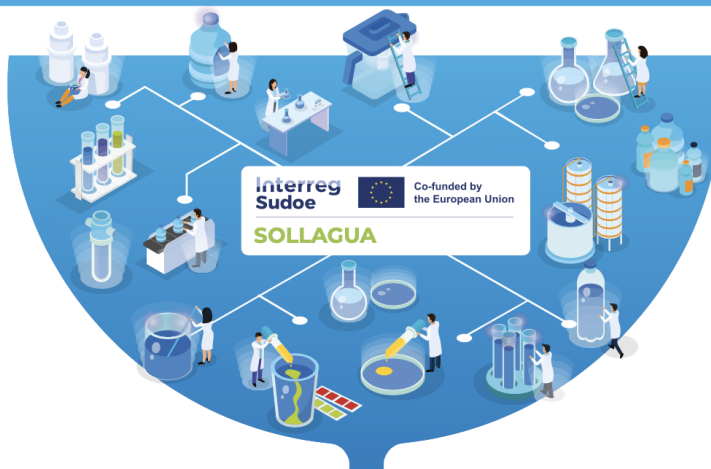 Interreg
Sudoe
Co-funded by
the European Union
SOLLAGUA